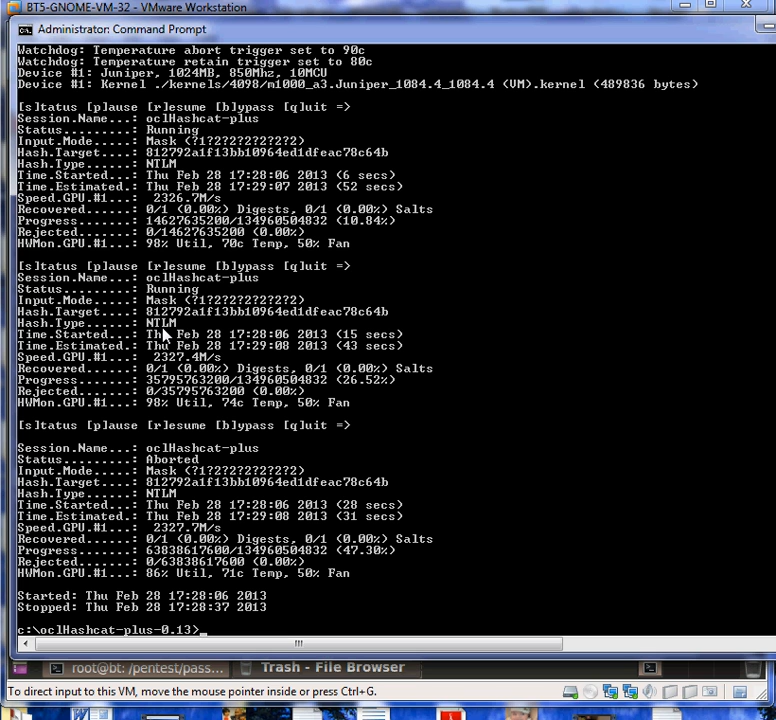 BT5-GNOME-VM-32 - VMware Workstation
Administrator: Command Prompt
Watchdog: Temperature abort trigger set to 90c
Watchdog: Temperature retain trigger set to 80c
Device #1: Juniper, 1024MB, 850Mhz, 10MCU
Device #1: Kernel ./kernels/4098/m1000_a3.Juniper_1084.4_1084.4 (VM).kernel (489836 bytes)
[s]tatus [p]ause [r]esume [b]ypass [q]uit =>
Session.Name...: oclHashcat-plus
Status.........: Running
Input.Mode.....: Mask (?1?2?2?2?2?2?2)
Hash.Target....: 812792a1f13bb10964ed1dfeac78c64b
Hash.Type......: NTLM
Time.Started...: Thu Feb 28 17:28:06 2013 (6 secs)
Time.Estimated.: Thu Feb 28 17:29:07 2013 (52 secs)
Speed.GPU.#1...:  2326.7M/s
Recovered......: 0/1 (0.00%) Digests, 0/1 (0.00%) Salts
Progress.......: 14627635200/134960504832 (10.84%)
Rejected.......: 0/14627635200 (0.00%)
HWMon.GPU.#1...: 98% Util, 70c Temp, 50% Fan
[s]tatus [p]ause [r]esume [b]ypass [q]uit =>
Session.Name...: oclHashcat-plus
Status.........: Running
Input.Mode.....: Mask (?1?2?2?2?2?2?2)
Hash.Target....: 812792a1f13bb10964ed1dfeac78c64b
Hash.Type......: NTLM
Time.Started...: Thu Feb 28 17:28:06 2013 (15 secs)
Time.Estimated.: Thu Feb 28 17:29:08 2013 (43 secs)
Speed.GPU.#1...:  2327.4M/s
Recovered......: 0/1 (0.00%) Digests, 0/1 (0.00%) Salts
Progress.......: 35795763200/134960504832 (26.52%)
Rejected.......: 0/35795763200 (0.00%)
HWMon.GPU.#1...: 98% Util, 74c Temp, 50% Fan
[s]tatus [p]ause [r]esume [b]ypass [q]uit =>
Session.Name...: oclHashcat-plus
Status.........: Aborted
Input.Mode.....: Mask (?1?2?2?2?2?2?2)
Hash.Target....: 812792a1f13bb10964ed1dfeac78c64b
Hash.Type......: NTLM
Time.Started...: Thu Feb 28 17:28:06 2013 (28 secs)
Time.Estimated.: Thu Feb 28 17:29:08 2013 (31 secs)
Speed.GPU.#1...:  2327.7M/s
Recovered......: 0/1 (0.00%) Digests, 0/1 (0.00%) Salts
Progress.......: 63838617600/134960504832 (47.30%)
Rejected.......: 0/63838617600 (0.00%)
HWMon.GPU.#1...: 86% Util, 71c Temp, 50% Fan
Started: Thu Feb 28 17:28:06 2013
Stopped: Thu Feb 28 17:28:37 2013
c:\oclHashcat-plus-0.13>_
root@bt: /pentest/pass... Trash - File Browser
To direct input to this VM, move the mouse pointer inside or press Ctrl+G.